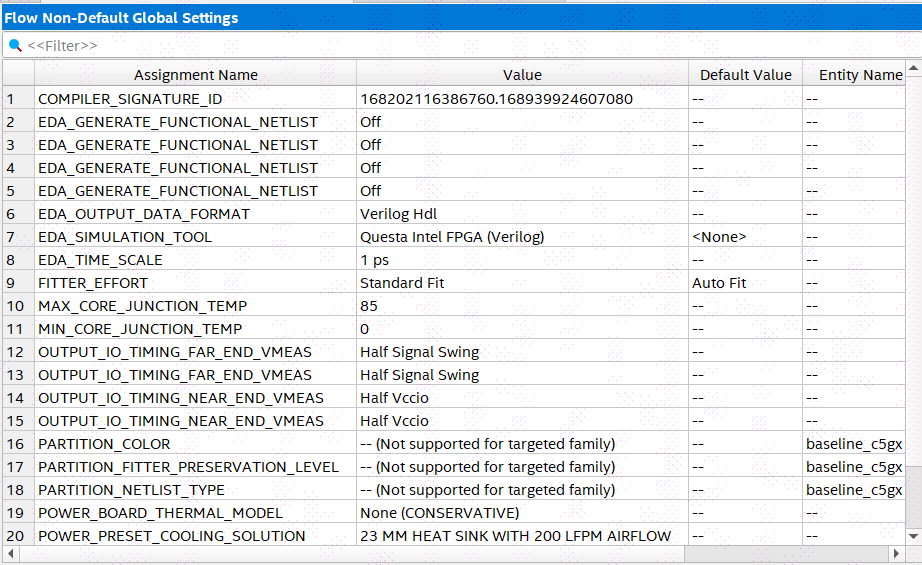 Flow Non-Default Global Settings
<<Filter>>
Assignment Name Value Default Value Entity Name
1 COMPILER_SIGNATURE_ID 168202116386760.168939924607080 -- --
2 EDA_GENERATE_FUNCTIONAL_NETLIST Off -- --
3 EDA_GENERATE_FUNCTIONAL_NETLIST Off -- --
4 EDA_GENERATE_FUNCTIONAL_NETLIST Off -- --
5 EDA_GENERATE_FUNCTIONAL_NETLIST Off -- --
6 EDA_OUTPUT_DATA_FORMAT Verilog Hdl -- --
7 EDA_SIMULATION_TOOL Questa Intel FPGA (Verilog) <None> --
8 EDA_TIME_SCALE 1 ps -- --
9 FITTER_EFFORT Standard Fit Auto Fit --
10 MAX_CORE_JUNCTION_TEMP 85 -- --
11 MIN_CORE_JUNCTION_TEMP 0 -- --
12 OUTPUT_IO_TIMING_FAR_END_VMEAS Half Signal Swing -- --
13 OUTPUT_IO_TIMING_FAR_END_VMEAS Half Signal Swing -- --
14 OUTPUT_IO_TIMING_NEAR_END_VMEAS Half Vccio -- --
15 OUTPUT_IO_TIMING_NEAR_END_VMEAS Half Vccio -- --
16 PARTITION_COLOR -- (Not supported for targeted family) -- baseline_c5gx
17 PARTITION_FITTER_PRESERVATION_LEVEL -- (Not supported for targeted family) -- baseline_c5gx
18 PARTITION_NETLIST_TYPE -- (Not supported for targeted family) -- baseline_c5gx
19 POWER_BOARD_THERMAL_MODEL None (CONSERVATIVE) -- --
20 POWER_PRESET_COOLING_SOLUTION 23 MM HEAT SINK WITH 200 LFPM AIRFLOW -- --